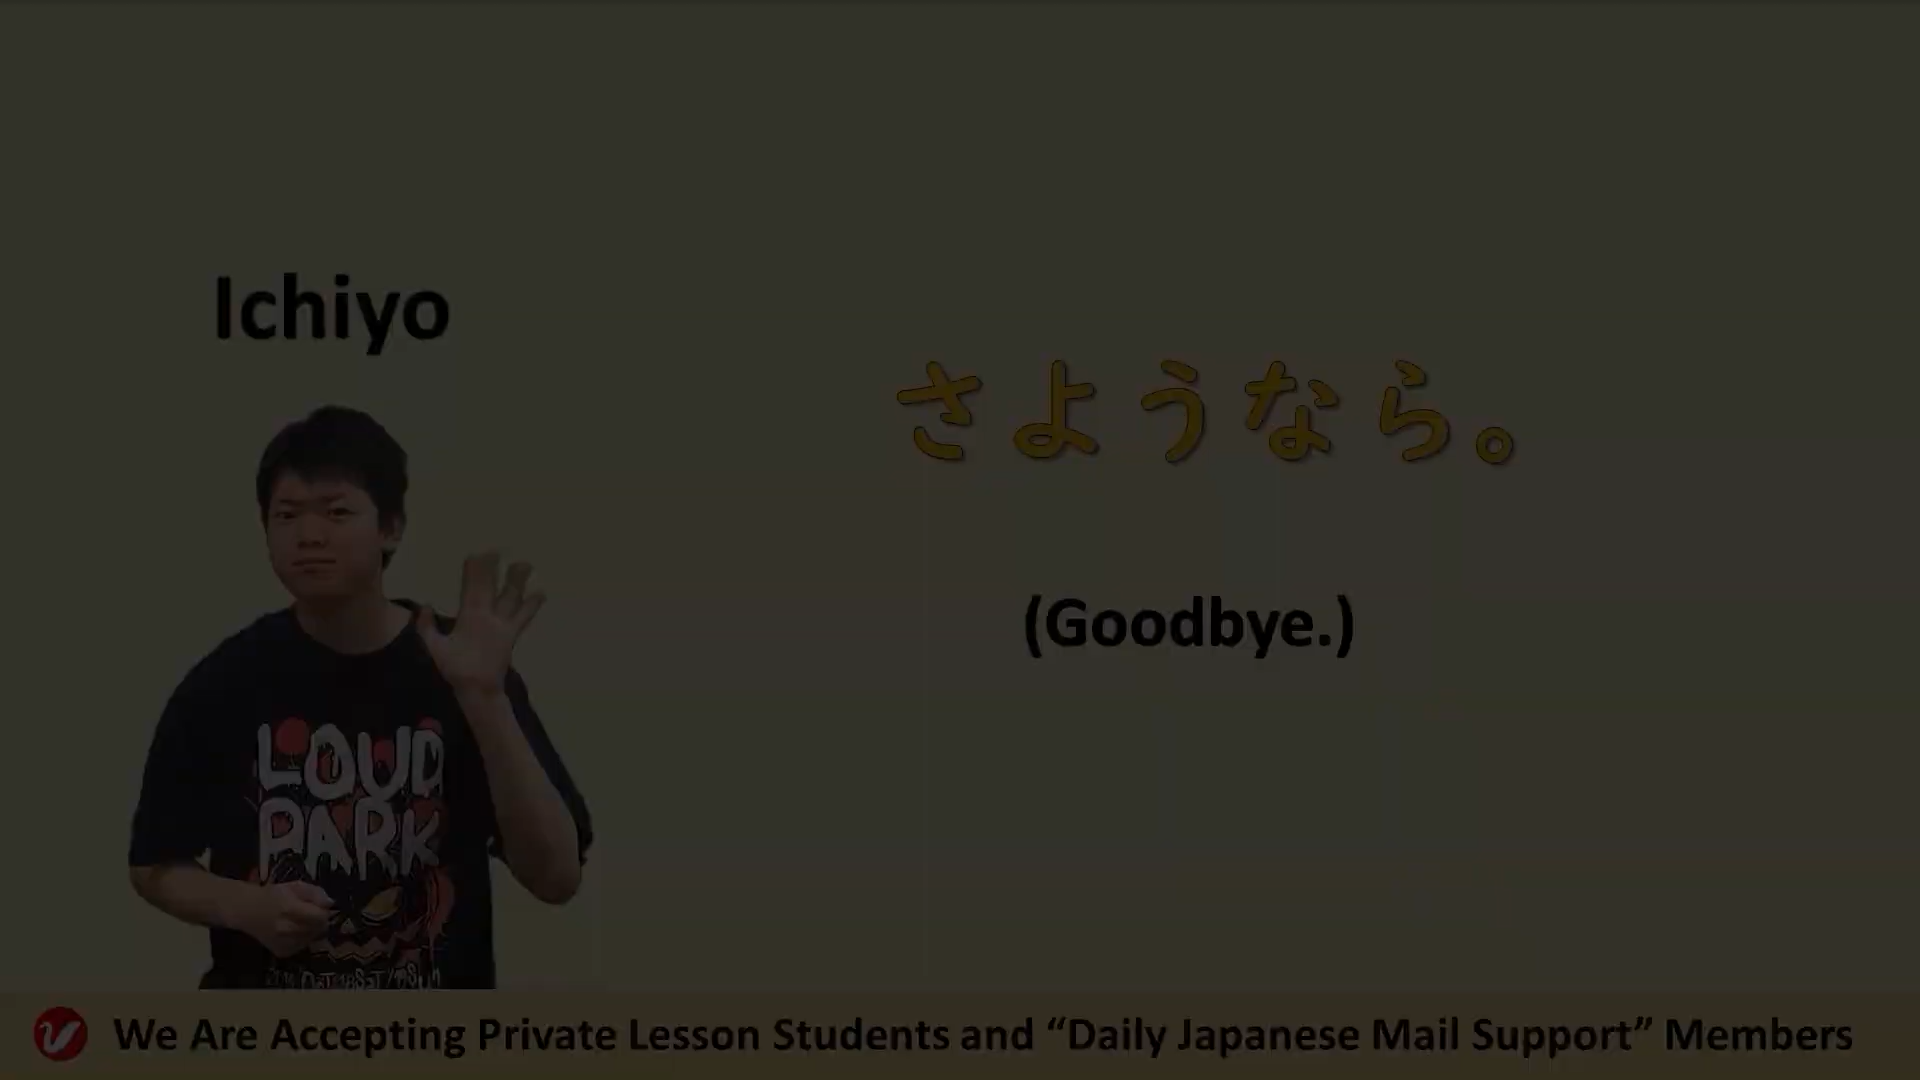 Ichiyo
さようなら。
(Goodbye.)
LOUD
PARK
We Are Accepting Private Lesson Students and “Daily Japanese Mail Support” Members